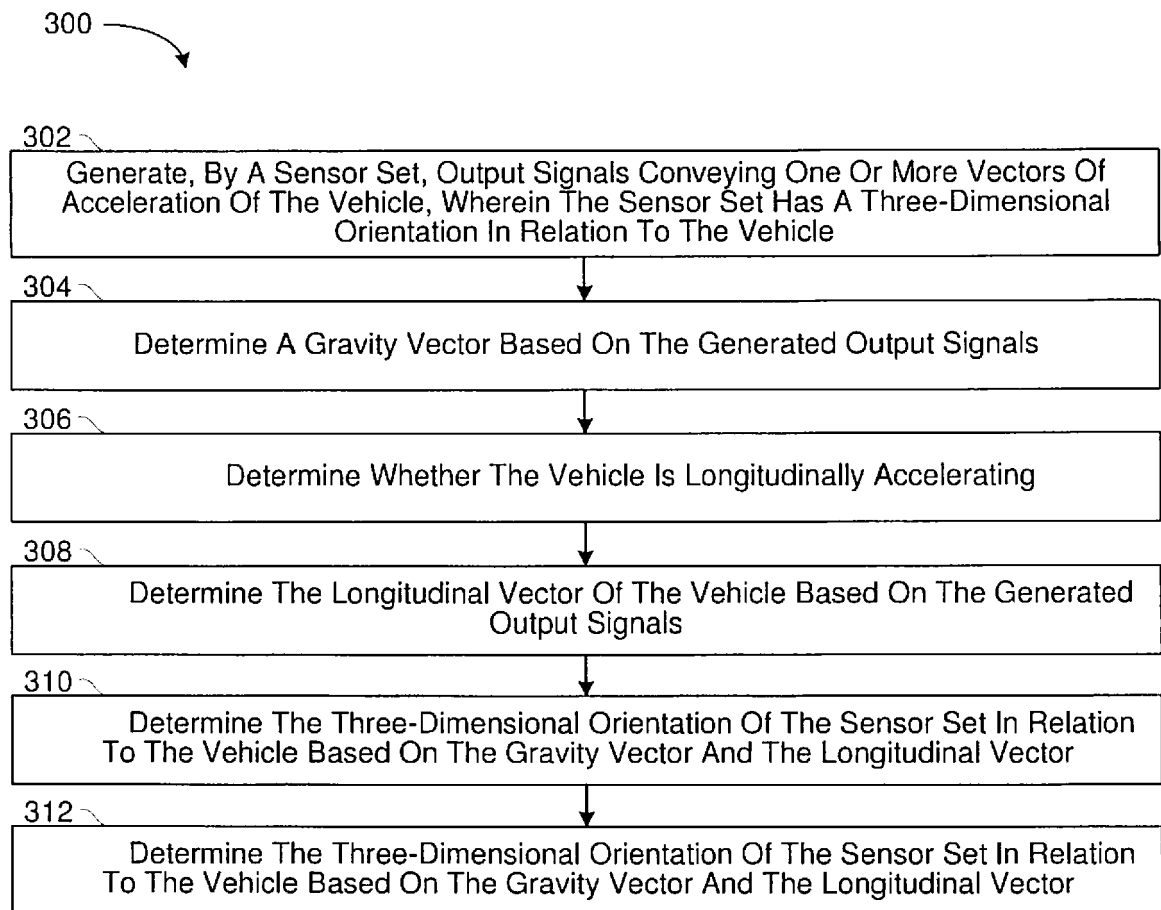 300
302
Generate, By A Sensor Set, Output Signals Conveying One Or More Vectors Of
Acceleration Of The Vehicle, Wherein The Sensor Set Has A Three-Dimensional
Orientation In Relation To The Vehicle
304
Determine A Gravity Vector Based On The Generated Output Signals
306
Determine Whether The Vehicle Is Longitudinally Accelerating
308
Determine The Longitudinal Vector Of The Vehicle Based On The Generated
Output Signals
310
Determine The Three-Dimensional Orientation Of The Sensor Set In Relation
To The Vehicle Based On The Gravity Vector And The Longitudinal Vector
312
Determine The Three-Dimensional Orientation Of The Sensor Set In Relation
To The Vehicle Based On The Gravity Vector And The Longitudinal Vector